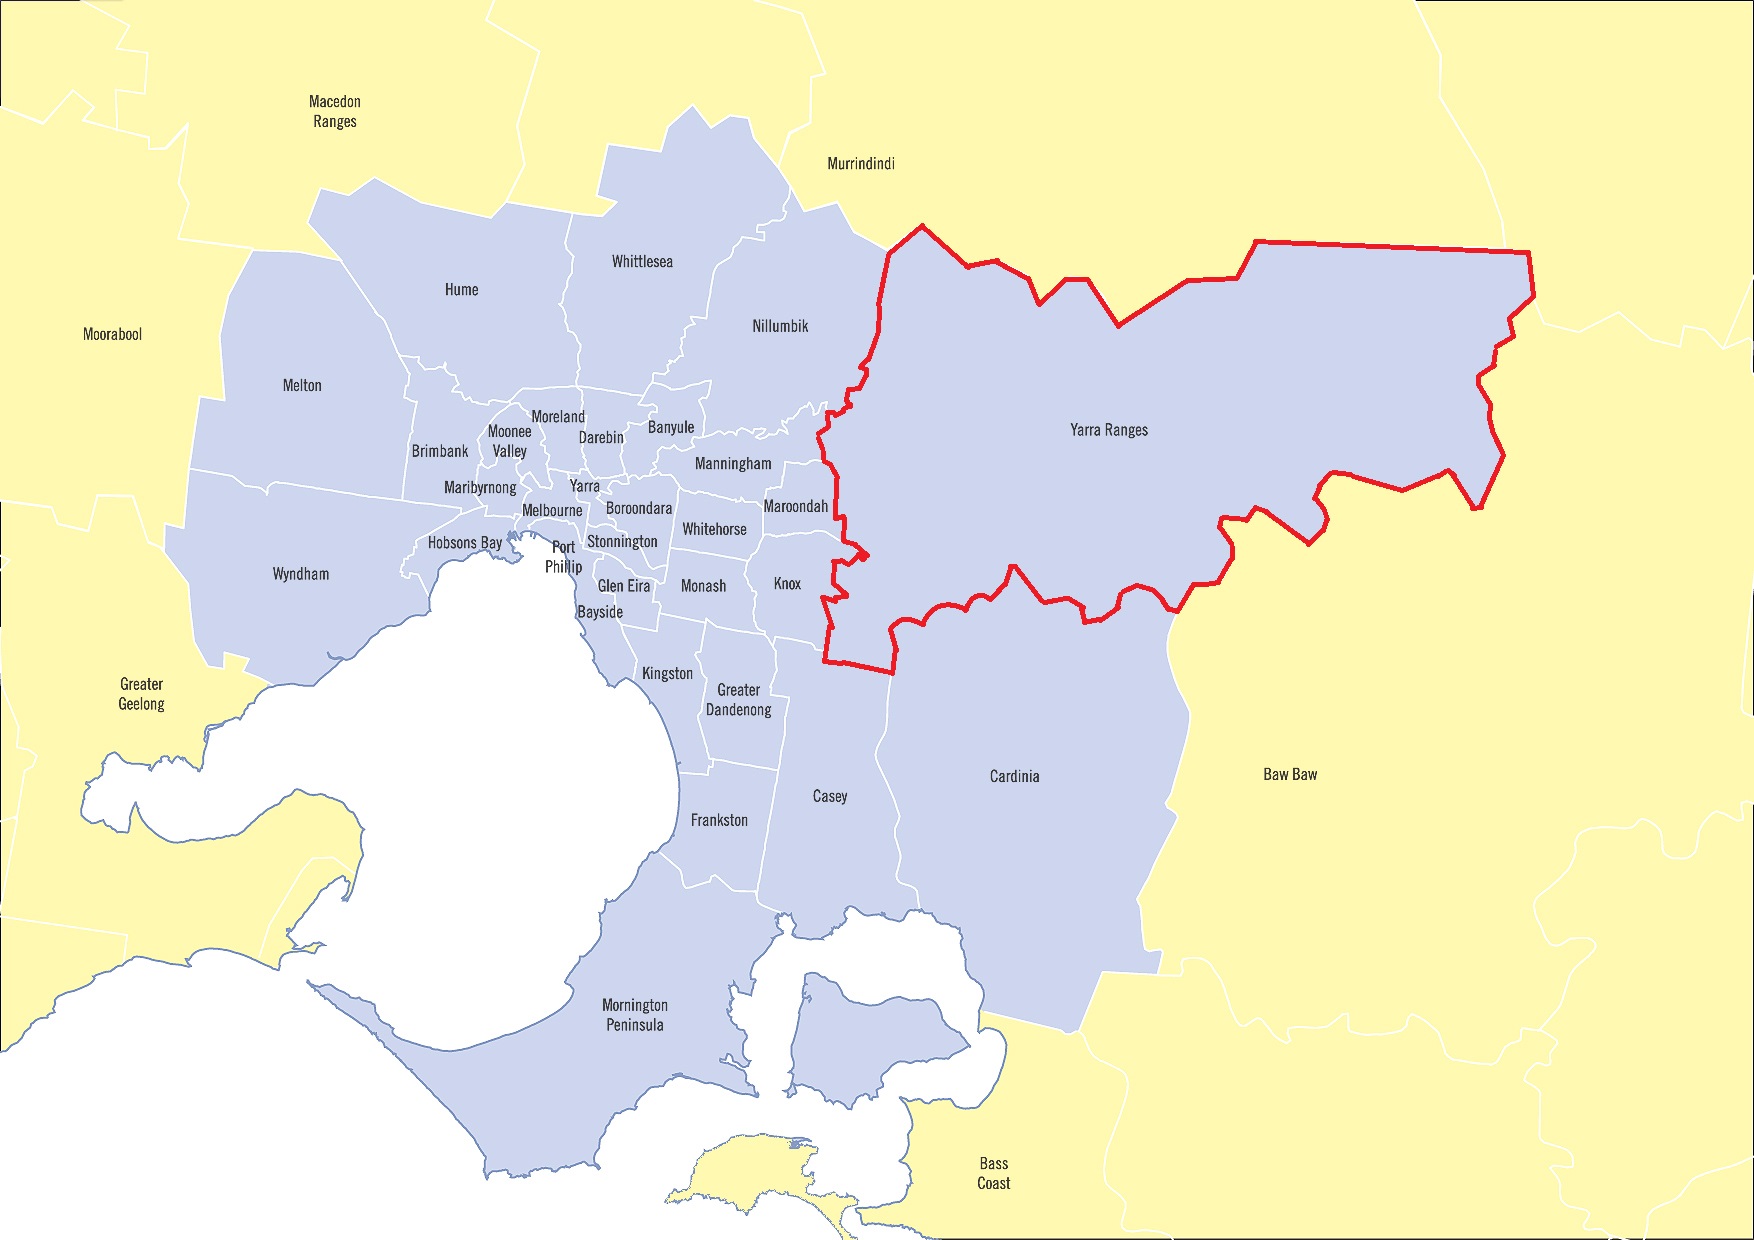 Macedon
Ranges
Murrindindi
Whittlesea
Hume
Nillumbik
Moorabool
Melton
Moreland
Banyule
Moonee
Valley
Darebin
Yarra Ranges
Brimbank
Manningham
Maribyrnong
Yarra
Melbourne
Boroondara
Maroondah
Whitehorse
Hobsons Bay
Stonnington
Port
Phillip
Wyndham
Glen Eira
Monash
Knox
Bayside
Kingston
Greater
Geelong
Greater
Dandenong
Cardinia
Baw Baw
Casey
Frankston
Mornington
Peninsula
Bass
Coast